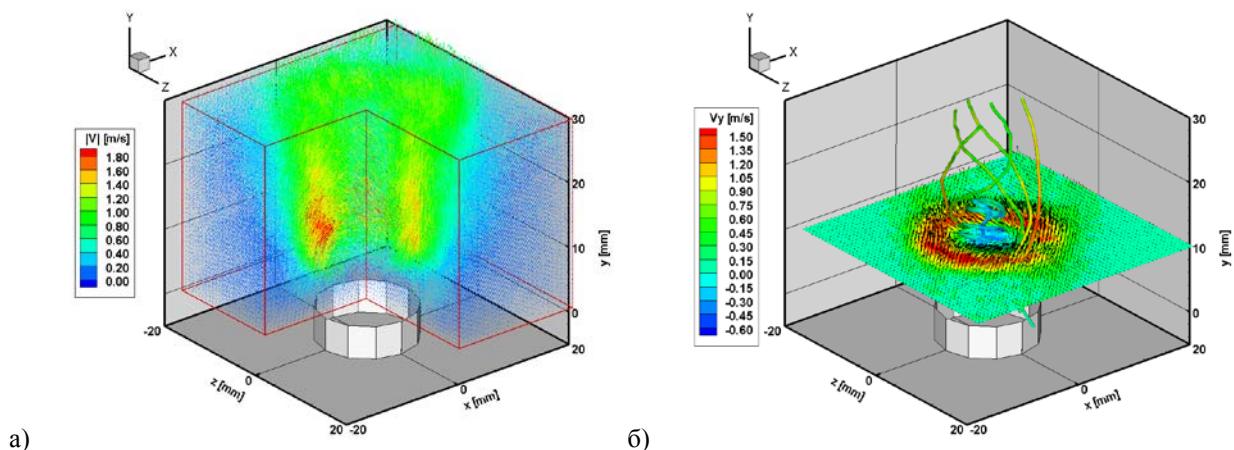 Y
X
Z
|V| [m/s]
1.80
1.60
1.40
1.20
1.00
0.80
0.60
0.40
0.20
0.00
30
20
10
0
y [mm]
-20
0
z [mm]
20
-20
0
x [mm]
20
а)
Y
X
Z
Vy [m/s]
1.50
1.35
1.20
1.05
0.90
0.75
0.60
0.45
0.30
0.15
0.00
-0.15
-0.30
-0.45
-0.60
30
20
10
0
y [mm]
-20
0
z [mm]
20
-20
0
x [mm]
20
б)